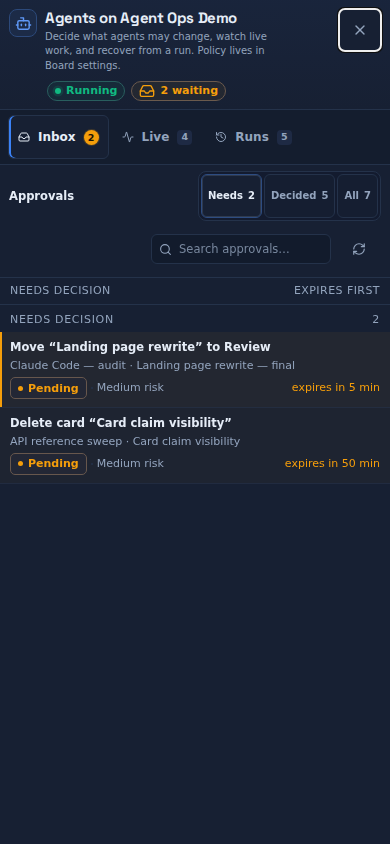 Agents on Agent Ops Demo
Decide what agents may change, watch live
work, and recover from a run. Policy lives in
Board settings.
Running
2 waiting
Inbox 2
Live 4
Runs 5
Approvals
Needs 2
Decided 5
All 7
Search approvals...
NEEDS DECISION
EXPIRES FIRST
NEEDS DECISION
2
Move “Landing page rewrite” to Review
Claude Code — audit · Landing page rewrite — final
Pending
Medium risk
expires in 5 min
Delete card “Card claim visibility”
API reference sweep · Card claim visibility
Pending
Medium risk
expires in 50 min